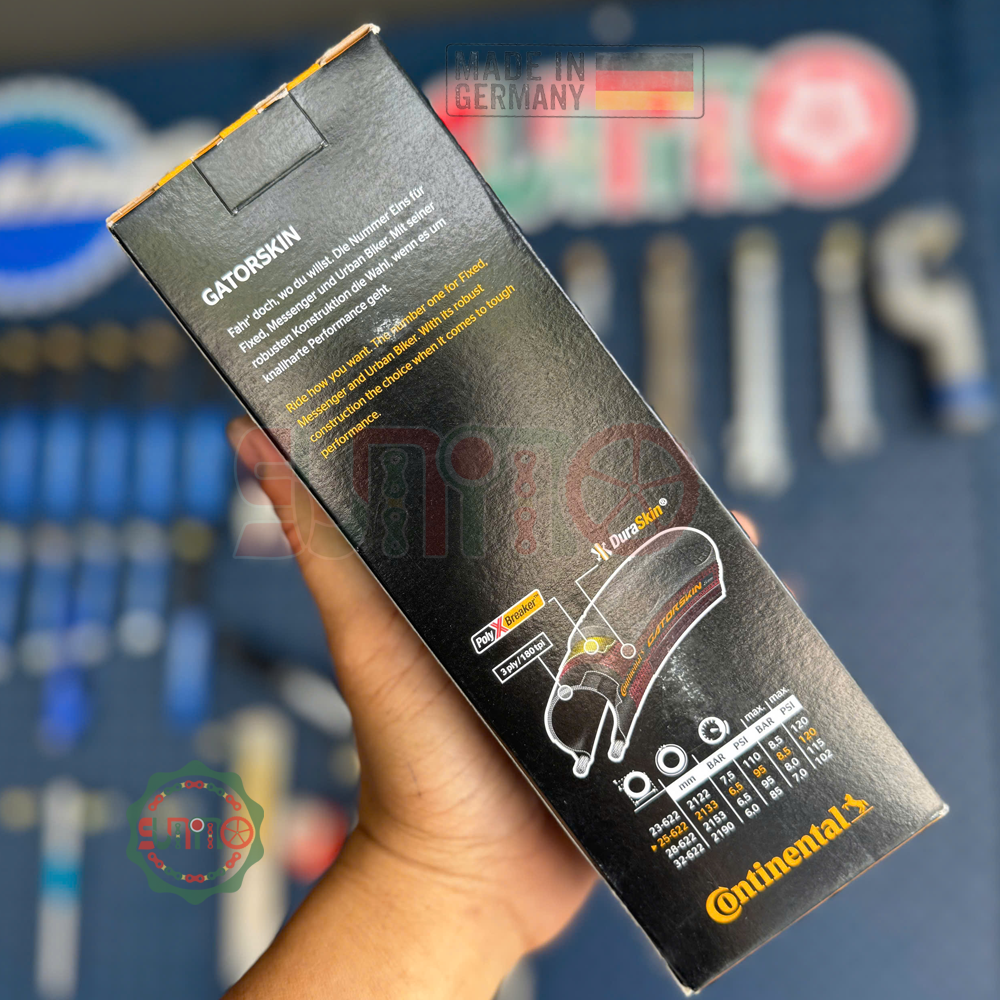 MADE IN
GERMANY
GATORSKIN
Fahr' doch, wo du willst. Die Nummer Eins für
Fixed, Messenger und Urban Biker. Mit seiner
robusten Konstruktion die Wahl, wenn es um
knallharte Performance geht.
Ride how you want. The number one for Fixed,
Messenger and Urban Biker. With its robust
construction the choice when it comes to tough
performance.
SUMNO
DuraSkin®
PolyX Breaker™
3 ply / 180 tpi
Continental GATORSKIN
max. max.
mm BAR PSI BAR PSI
23-622 2122 7.5 110 8.5 120
▸25-622 2133 6.5 95 8.5 120
28-622 2153 6.5 95 8.0 115
32-622 2190 6.0 85 7.0 102
Continental